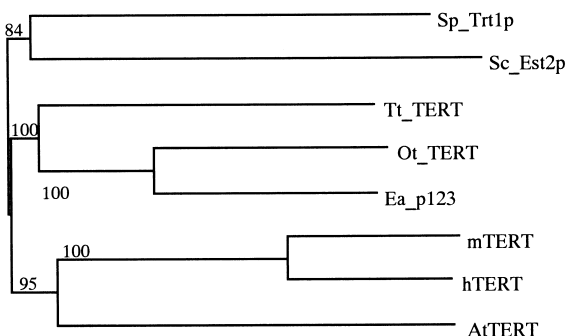 Sp_Trt1p
84
Sc_Est2p
Tt_TERT
100
Ot_TERT
100
Ea_p123
mTERT
100
hTERT
95
AtTERT